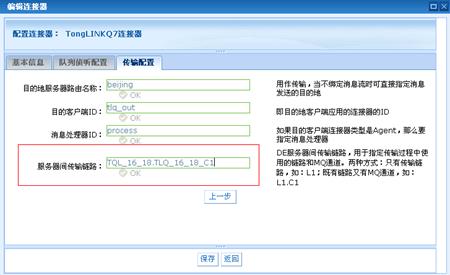 编辑连接器
配置连接器： TongLINKQ7连接器
基本信息 队列侦听配置 传输配置
目的地服务器路由名称： beijing 用作传输，当不绑定消息流时可直接指定消息
OK 发送的目的地
目的客户端ID： tlq_out 即目的地客户端应用的连接器的ID
OK
消息处理器ID： process 如果目的客户端连接器类型是Agent，那么要
OK 指定消息处理器
服务器间传输链路： TQL_16_18.TLQ_16_18_C1 DE服务器间传输链路，用于指定传输过程中使
OK 用的链路和MQ通道。两种方式：只有传输链
路，如：L1；既有链路又有MQ通道，如：
L1.C1
上一步
保存 返回